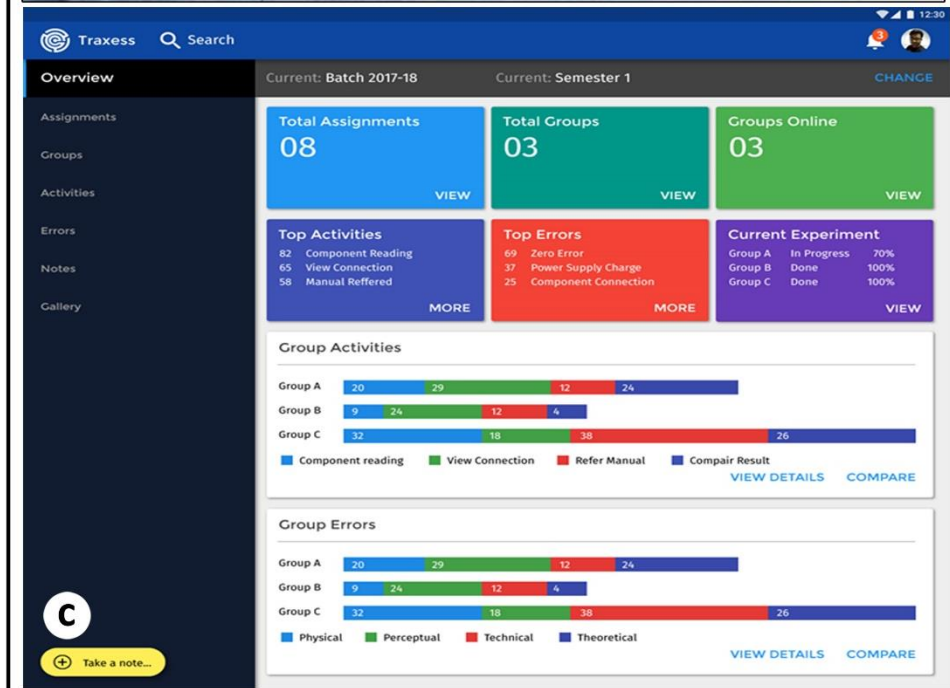 12:30
Traxess Search 3
Overview Current: Batch 2017-18 Current: Semester 1 CHANGE
Assignments
Groups
Activities
Errors
Notes
Gallery
Total Assignments
08
VIEW
Total Groups
03
VIEW
Groups Online
03
VIEW
Top Activities
82 Component Reading
65 View Connection
58 Manual Reffered
MORE
Top Errors
69 Zero Error
37 Power Supply Charge
25 Component Connection
MORE
Current Experiment
Group A In Progress 70%
Group B Done 100%
Group C Done 100%
VIEW
Group Activities
Group A 20 29 12 24
Group B 9 24 12 4
Group C 32 18 38 26
Component reading View Connection Refer Manual Compair Result
VIEW DETAILS COMPARE
Group Errors
Group A 20 29 12 24
Group B 9 24 12 4
Group C 32 18 38 26
Physical Perceptual Technical Theoretical
VIEW DETAILS COMPARE
C
Take a note...